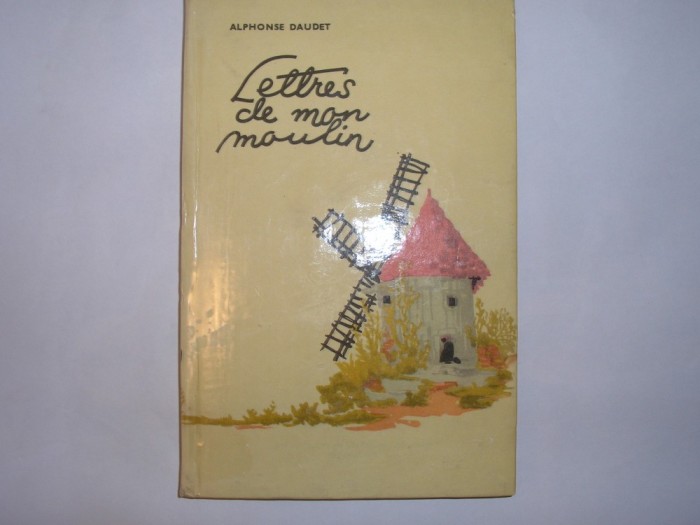 ALPHONSE DAUDET
Lettres
de mon
moulin